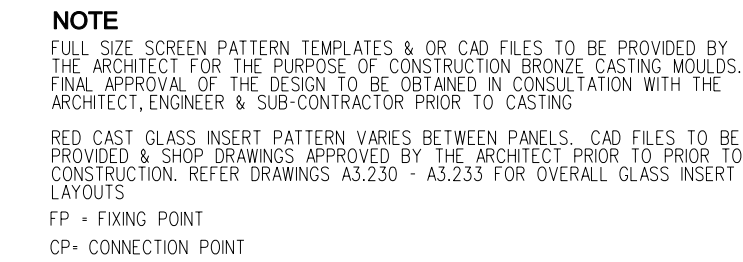 NOTE
FULL SIZE SCREEN PATTERN TEMPLATES & OR CAD FILES TO BE PROVIDED BY
THE ARCHITECT FOR THE PURPOSE OF CONSTRUCTION BRONZE CASTING MOULDS.
FINAL APPROVAL OF THE DESIGN TO BE OBTAINED IN CONSULTATION WITH THE
ARCHITECT, ENGINEER & SUB-CONTRACTOR PRIOR TO CASTING
RED CAST GLASS INSERT PATTERN VARIES BETWEEN PANELS. CAD FILES TO BE
PROVIDED & SHOP DRAWINGS APPROVED BY THE ARCHITECT PRIOR TO PRIOR TO
CONSTRUCTION. REFER DRAWINGS A3.230 - A3.233 FOR OVERALL GLASS INSERT
LAYOUTS
FP = FIXING POINT
CP= CONNECTION POINT